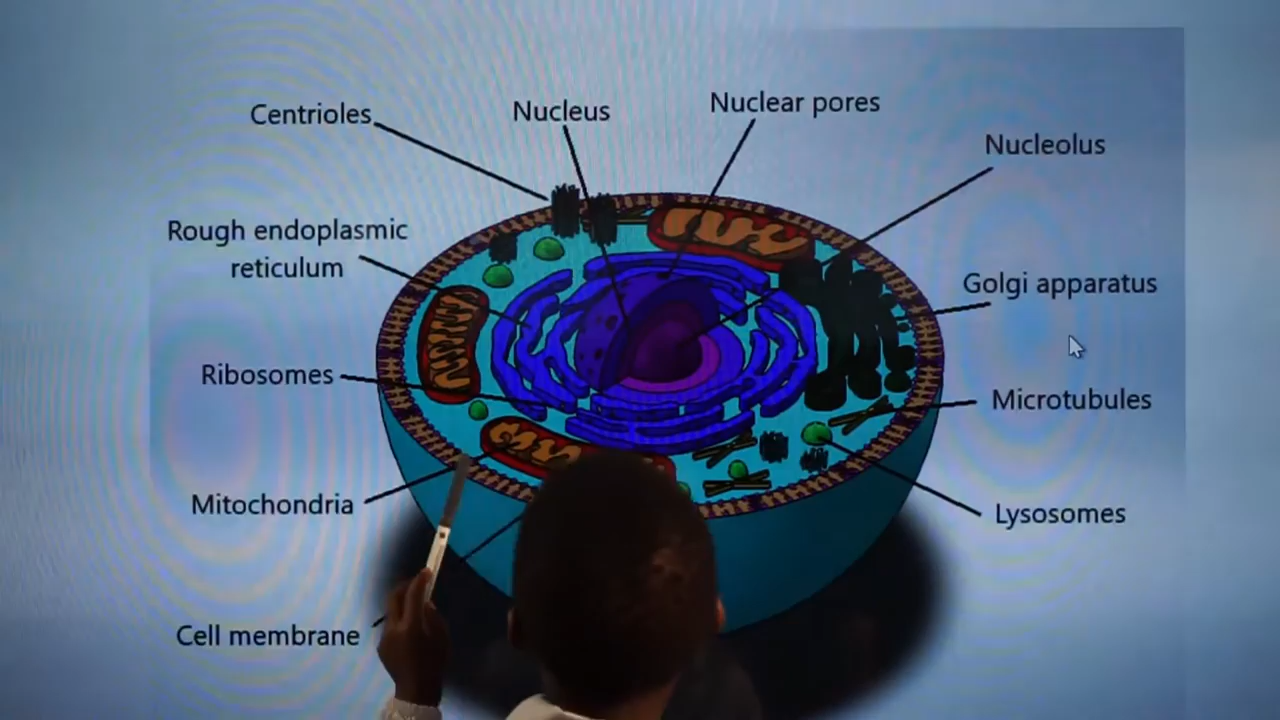 Centrioles
Nucleus
Nuclear pores
Nucleolus
Rough endoplasmic
reticulum
Golgi apparatus
Ribosomes
Microtubules
Mitochondria
Lysosomes
Cell membrane